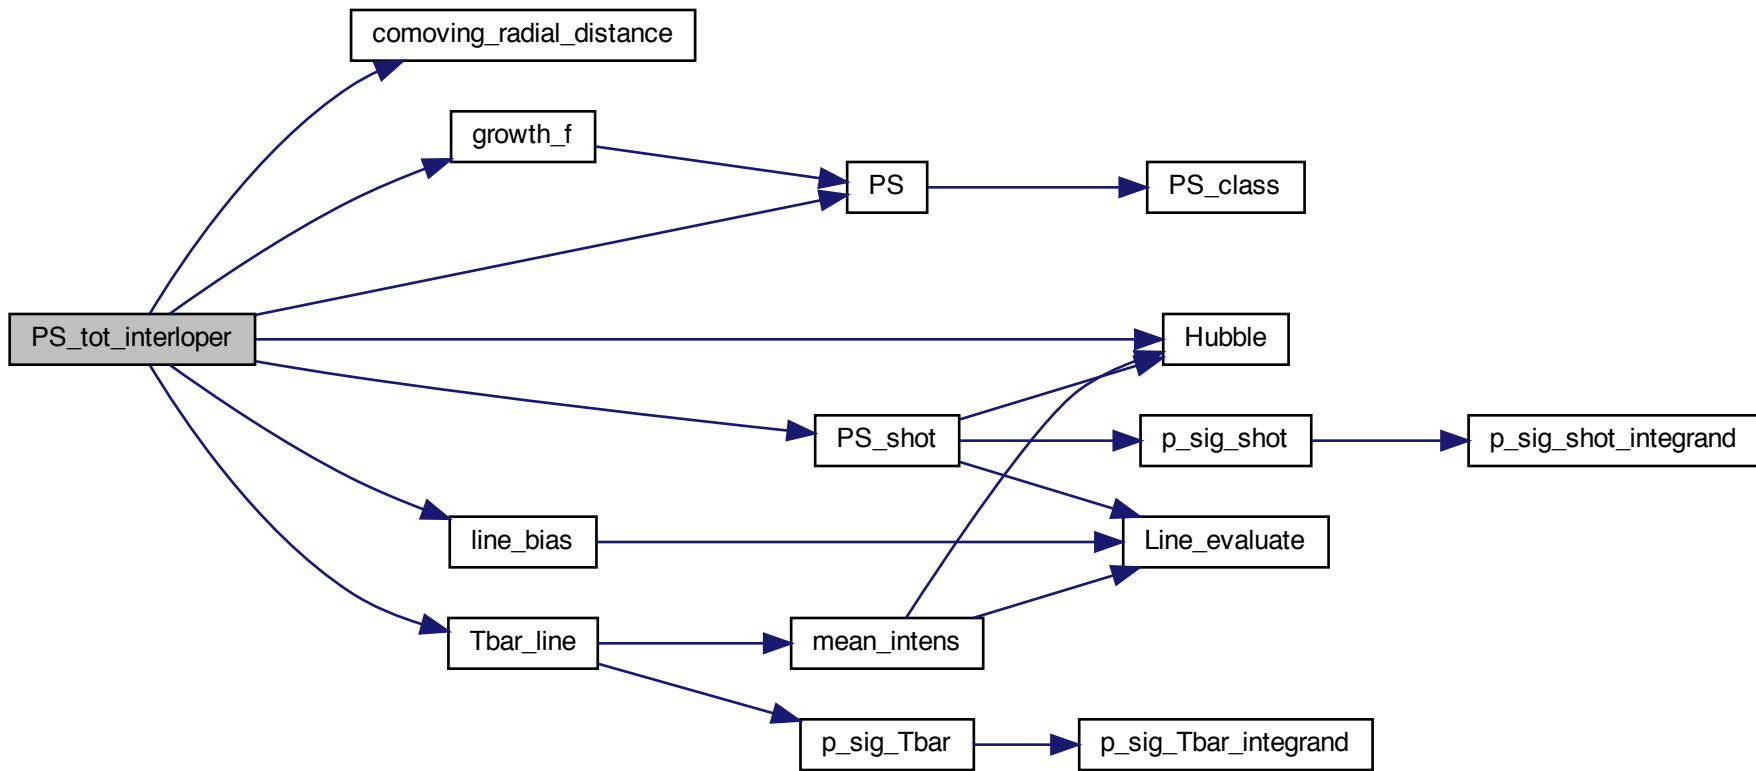 comoving_radial_distance
growth_f
PS
PS_class
PS_tot_interloper
Hubble
PS_shot
p_sig_shot
p_sig_shot_integrand
line_bias
Line_evaluate
Tbar_line
mean_intens
p_sig_Tbar
p_sig_Tbar_integrand